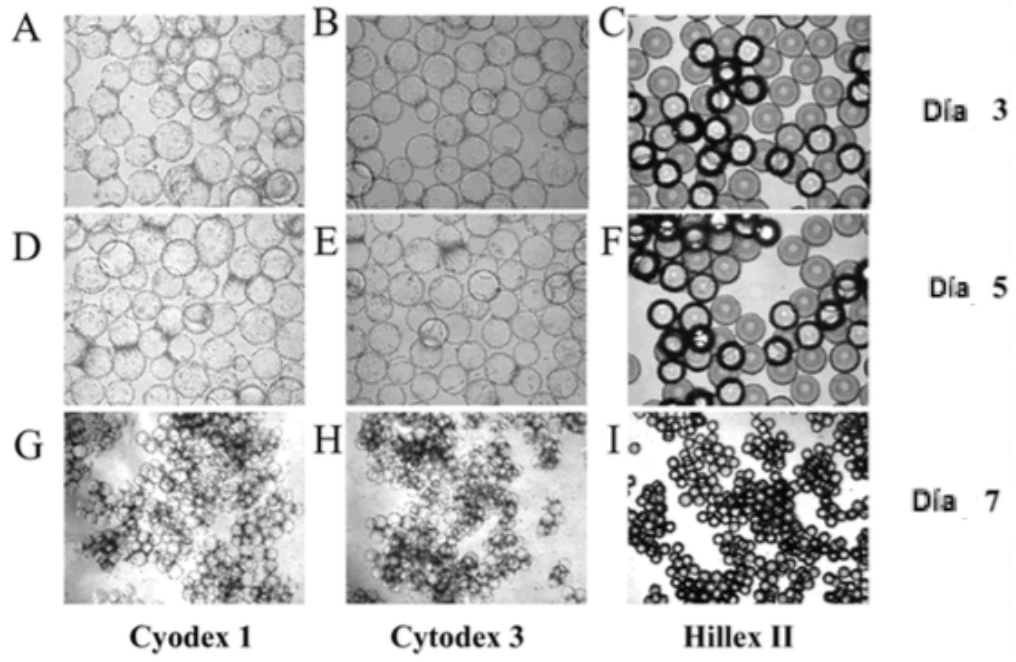 A B C Día 3
D E F Día 5
G H I Día 7
Cyodex 1 Cytodex 3 Hillex II